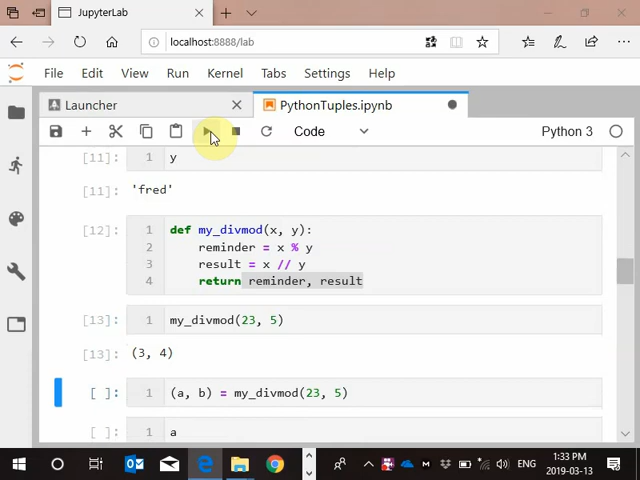 JupyterLab
localhost:8888/lab
File Edit View Run Kernel Tabs Settings Help
Launcher PythonTuples.ipynb
Code Python 3
[11]: 1 y
[11]: 'fred'
[12]: 1 def my_divmod(x, y):
2 reminder = x % y
3 result = x // y
4 return reminder, result
[13]: 1 my_divmod(23, 5)
[13]: (3, 4)
[ ]: 1 (a, b) = my_divmod(23, 5)
[ ]: 1 a
ENG 1:33 PM
2019-03-13